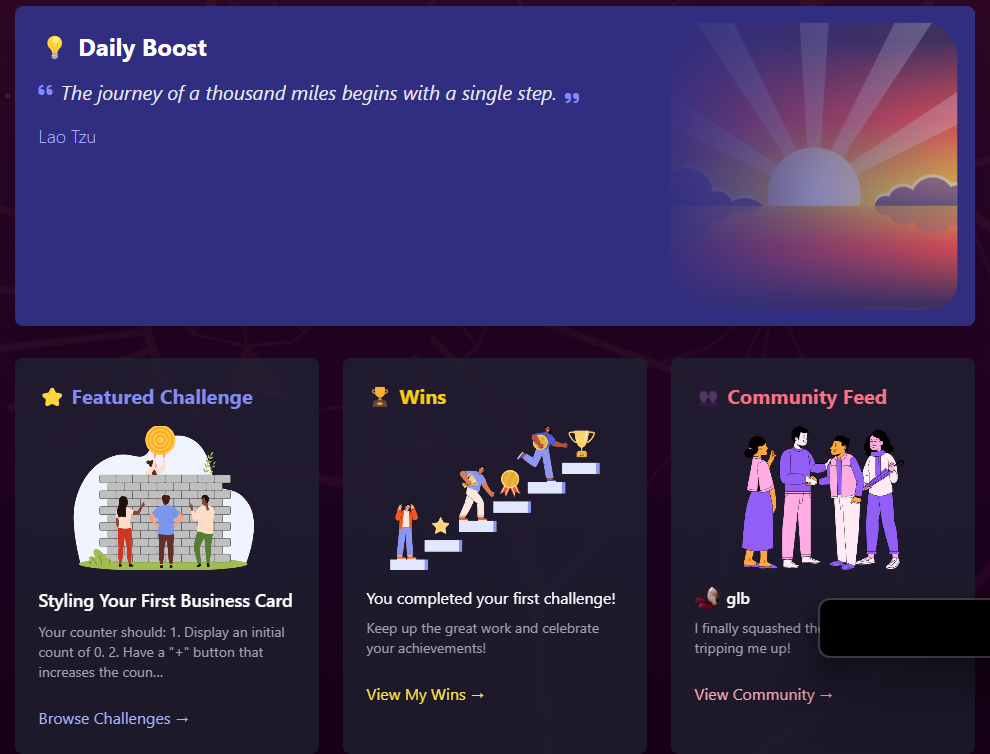 Daily Boost
“ The journey of a thousand miles begins with a single step. ”
Lao Tzu
Featured Challenge
Styling Your First Business Card
Your counter should: 1. Display an initial
count of 0. 2. Have a "+" button that
increases the coun...
Browse Challenges →
Wins
You completed your first challenge!
Keep up the great work and celebrate
your achievements!
View My Wins →
Community Feed
glb
I finally squashed
tripping me up!
View Community →